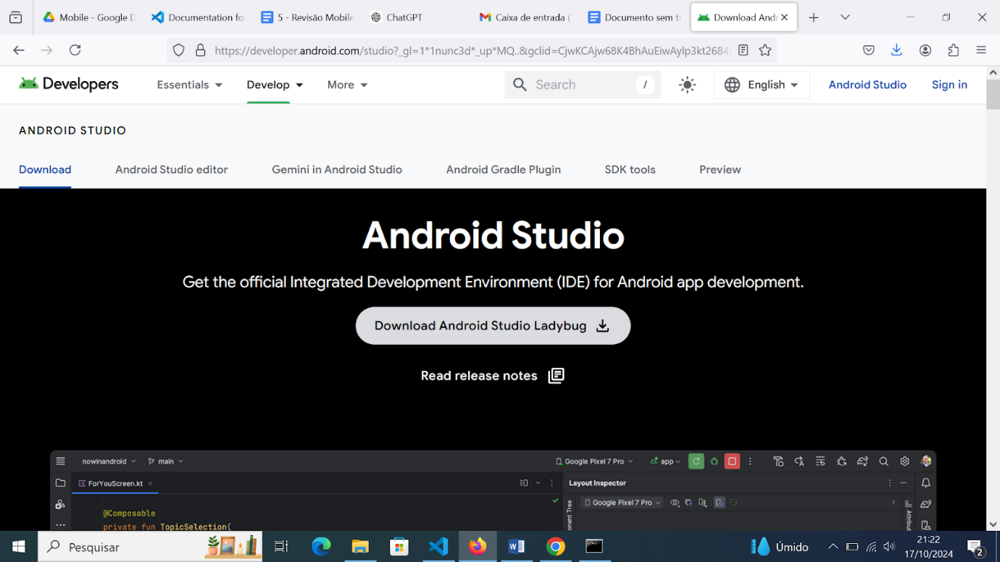 Mobile - Google D
Documentation fo
5 - Revisão Mobile
ChatGPT
Caixa de entrada (
Documento sem ti
Download Andr
https://developer.android.com/studio?_gl=1*1nunc3d*_up*MQ..&gclid=CjwKCAjw68K4BhAuEiwAylp3kt2684
Developers
Essentials
Develop
More
Search
/
English
Android Studio
Sign in
ANDROID STUDIO
Download
Android Studio editor
Gemini in Android Studio
Android Gradle Plugin
SDK tools
Preview
Android Studio
Get the official Integrated Development Environment (IDE) for Android app development.
Download Android Studio Ladybug
Read release notes
nowinandroid
main
Google Pixel 7 Pro
app
ForYouScreen.kt
Layout Inspector
Google Pixel 7 Pro
@Composable
private fun TopicSelection(
Pesquisar
Úmido
21:22
17/10/2024
2